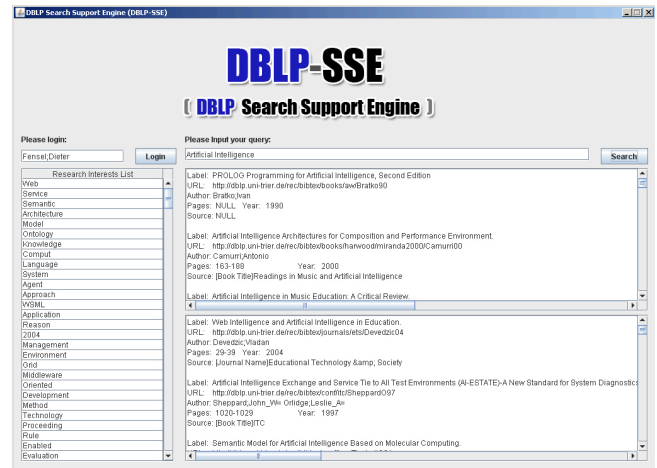 DBLP Search Support Engine (DBLP-SSE)
DBLP-SSE
( DBLP Search Support Engine )
Please login:
Fensel;Dieter
Login
Research Interests List
Web
Service
Semantic
Architecture
Model
Ontology
Knowledge
Comput
Language
System
Agent
Approach
WSML
Application
Reason
2004
Management
Environment
Grid
Middleware
Oriented
Development
Method
Technology
Proceeding
Rule
Enabled
Evaluation
Please Input your query:
Artificial Intelligence
Search
Label: PROLOG Programming for Artificial Intelligence, Second Edition
URL: http://dblp.uni-trier.de/rec/bibtex/books/aw/Bratko90
Author: Bratko;Ivan
Pages: NULL Year: 1990
Source: NULL
Label: Artificial Intelligence Architectures for Composition and Performance Environment.
URL: http://dblp.uni-trier.de/rec/bibtex/books/harwood/miranda2000/Camurri00
Author: Camurri;Antonio
Pages: 163-188 Year: 2000
Source: [Book Title]Readings in Music and Artificial Intelligence
Label: Artificial Intelligence in Music Education: A Critical Review.
Label: Web Intelligence and Artificial Intelligence in Education.
URL: http://dblp.uni-trier.de/rec/bibtex/journals/ets/Devedzic04
Author: Devedzic;Vladan
Pages: 29-39 Year: 2004
Source: [Journal Name]Educational Technology &amp; Society
Label: Artificial Intelligence Exchange and Service Tie to All Test Environments (AI-ESTATE)-A New Standard for System Diagnostics
URL: http://dblp.uni-trier.de/rec/bibtex/conf/itc/SheppardO97
Author: Sheppard;John_W= Orlidge;Leslie_A=
Pages: 1020-1029 Year: 1997
Source: [Book Title]ITC
Label: Semantic Model for Artificial Intelligence Based on Molecular Computing.